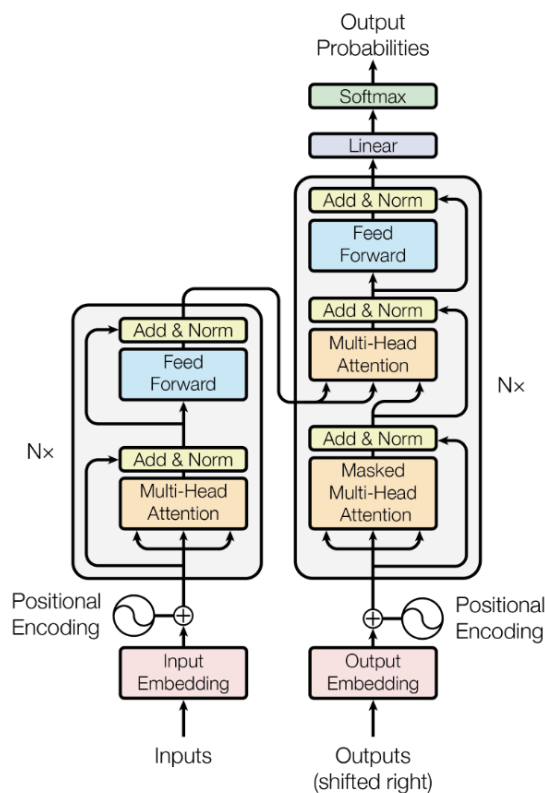 Output
Probabilities
Softmax
Linear
Add & Norm
Feed
Forward
Add & Norm
Multi-Head
Attention
Add & Norm
Masked
Multi-Head
Attention
N×
Add & Norm
Feed
Forward
Add & Norm
Multi-Head
Attention
N×
Positional
Encoding
Positional
Encoding
Input
Embedding
Output
Embedding
Inputs
Outputs
(shifted right)